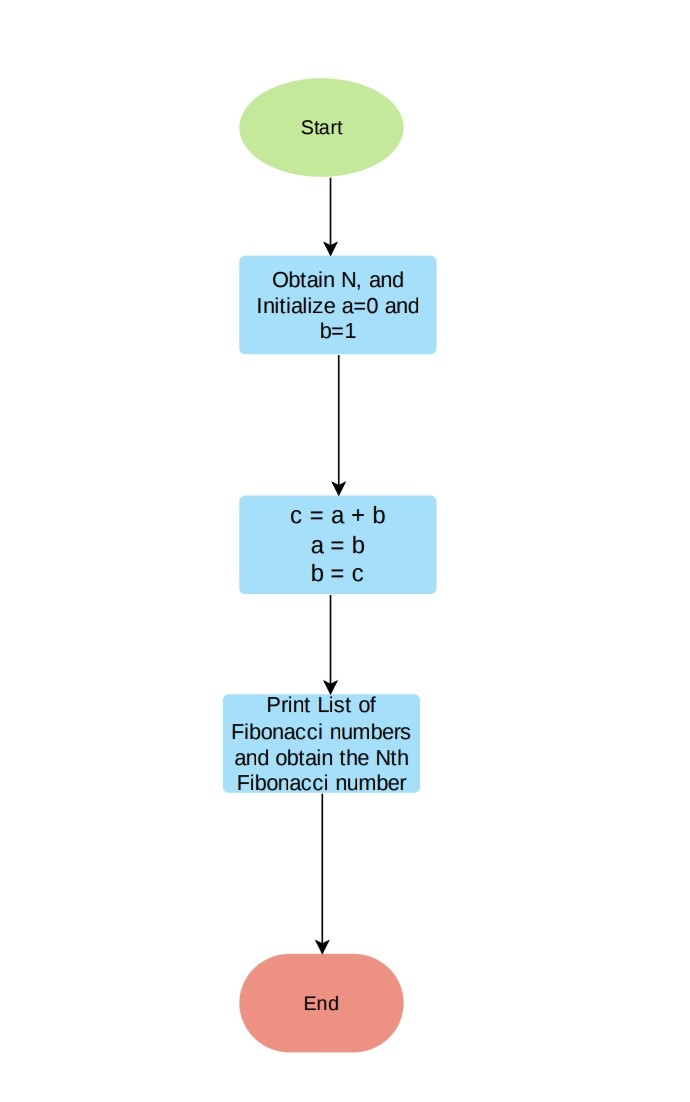 Start
Obtain N, and
Initialize a=0 and
b=1
c = a + b
a = b
b = c
Print List of
Fibonacci numbers
and obtain the Nth
Fibonacci number
End